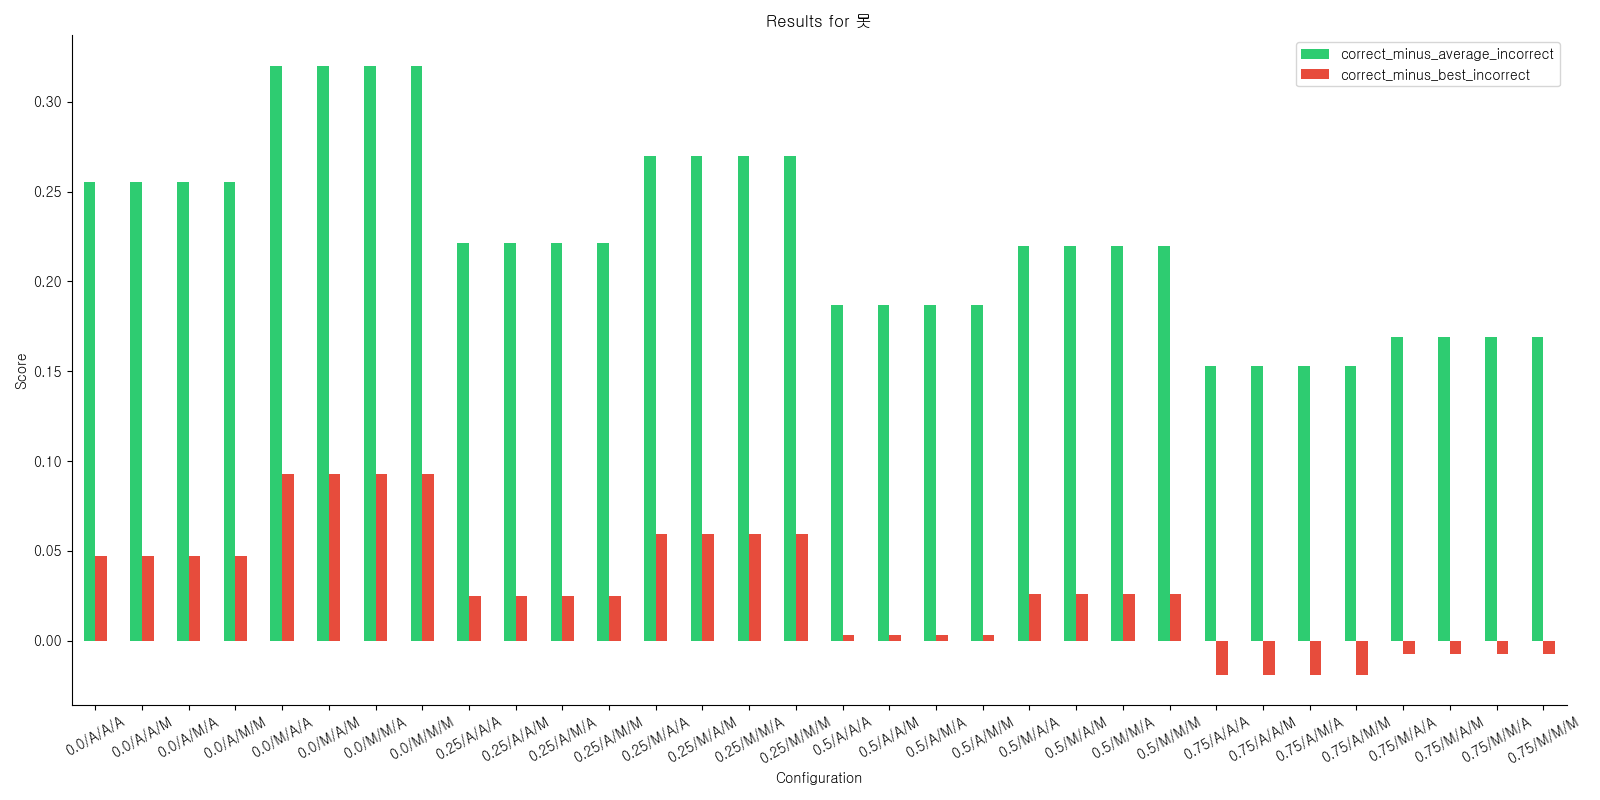 Results for 못
correct_minus_average_incorrect
correct_minus_best_incorrect
Score
0.30
0.25
0.20
0.15
0.10
0.05
0.00
0.0/A/A/A
0.0/A/A/M
0.0/A/M/A
0.0/A/M/M
0.0/M/A/A
0.0/M/A/M
0.0/M/M/A
0.0/M/M/M
0.25/A/A/A
0.25/A/A/M
0.25/A/M/A
0.25/A/M/M
0.25/M/A/A
0.25/M/A/M
0.25/M/M/A
0.25/M/M/M
0.5/A/A/A
0.5/A/A/M
0.5/A/M/A
0.5/A/M/M
0.5/M/A/A
0.5/M/A/M
0.5/M/M/A
0.5/M/M/M
0.75/A/A/A
0.75/A/A/M
0.75/A/M/A
0.75/A/M/M
0.75/M/A/A
0.75/M/A/M
0.75/M/M/A
0.75/M/M/M
Configuration